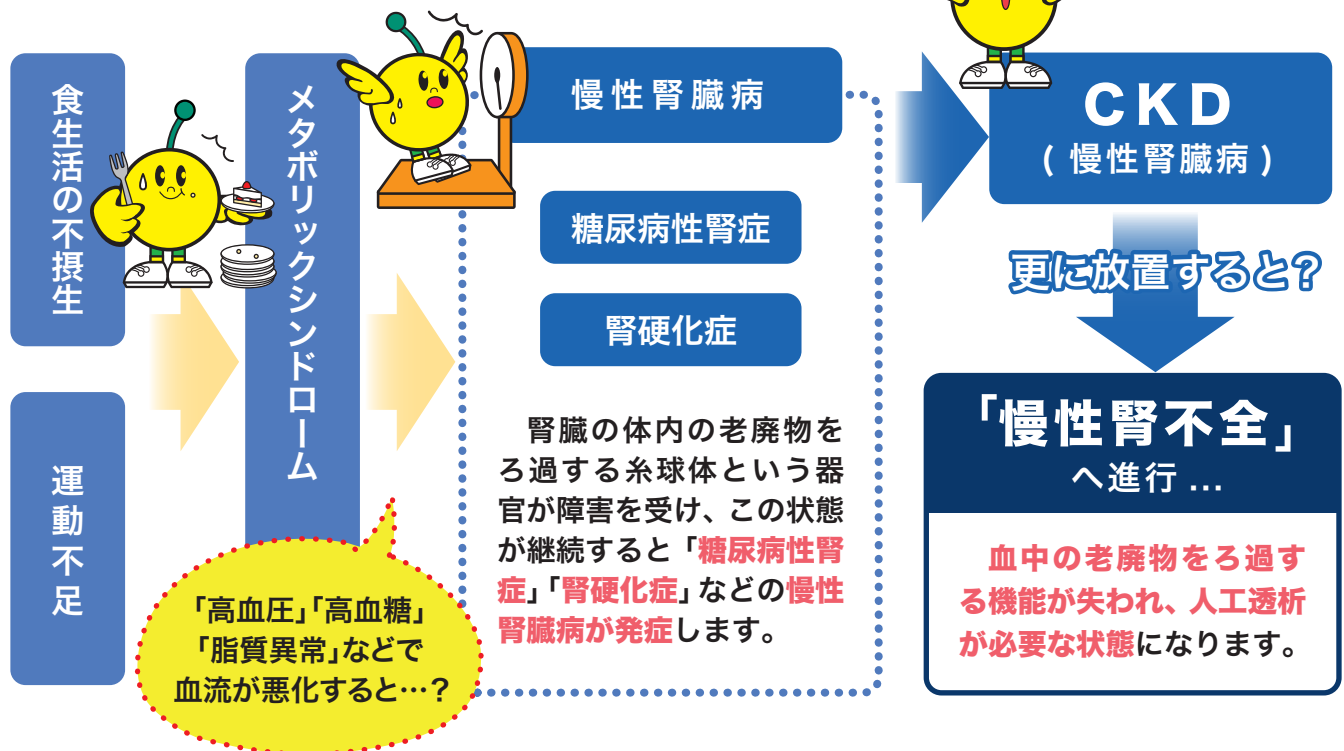 食生活の不摂生
運動不足
メタボリックシンドローム
「高血圧」「高血糖」
「脂質異常」などで
血流が悪化すると…？
慢性腎臓病
糖尿病性腎症
腎硬化症
腎臓の体内の老廃物を
ろ過する糸球体という器
官が障害を受け、この状態
が継続すると「糖尿病性腎
症」「腎硬化症」などの慢性
腎臓病が発症します。
CKD
(慢性腎臓病)
更に放置すると？
「慢性腎不全」
へ進行...
血中の老廃物をろ過す
る機能が失われ、人工透析
が必要な状態になります。